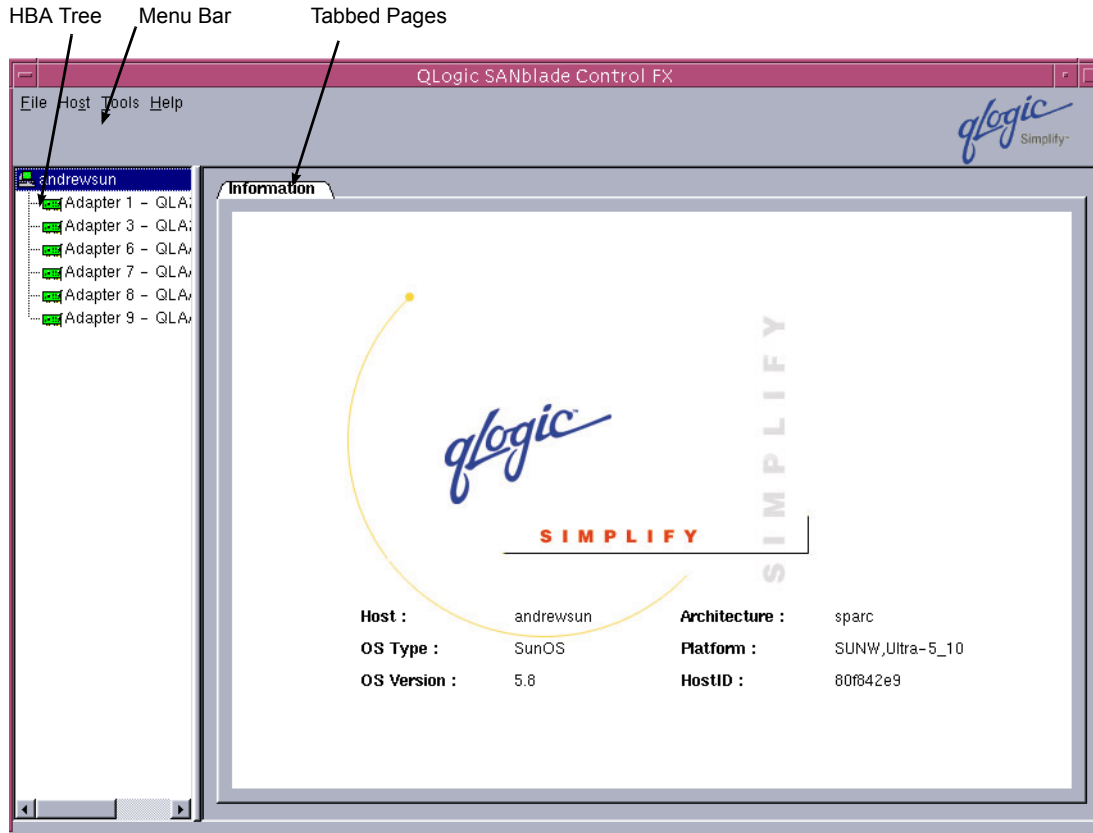 HBA Tree Menu Bar Tabbed Pages
QLogic SANblade Control FX
File Host Tools Help
qlogic
Simplify
andrewsun
Adapter 1 - QLA2
Adapter 3 - QLA2
Adapter 6 - QLA
Adapter 7 - QLA
Adapter 8 - QLA
Adapter 9 - QLA
Information
qlogic
SIMPLIFY
SIMPLIFY
Host : andrewsun Architecture : sparc
OS Type : SunOS Platform : SUNW,Ultra-5_10
OS Version : 5.8 HostID : 80f842e9